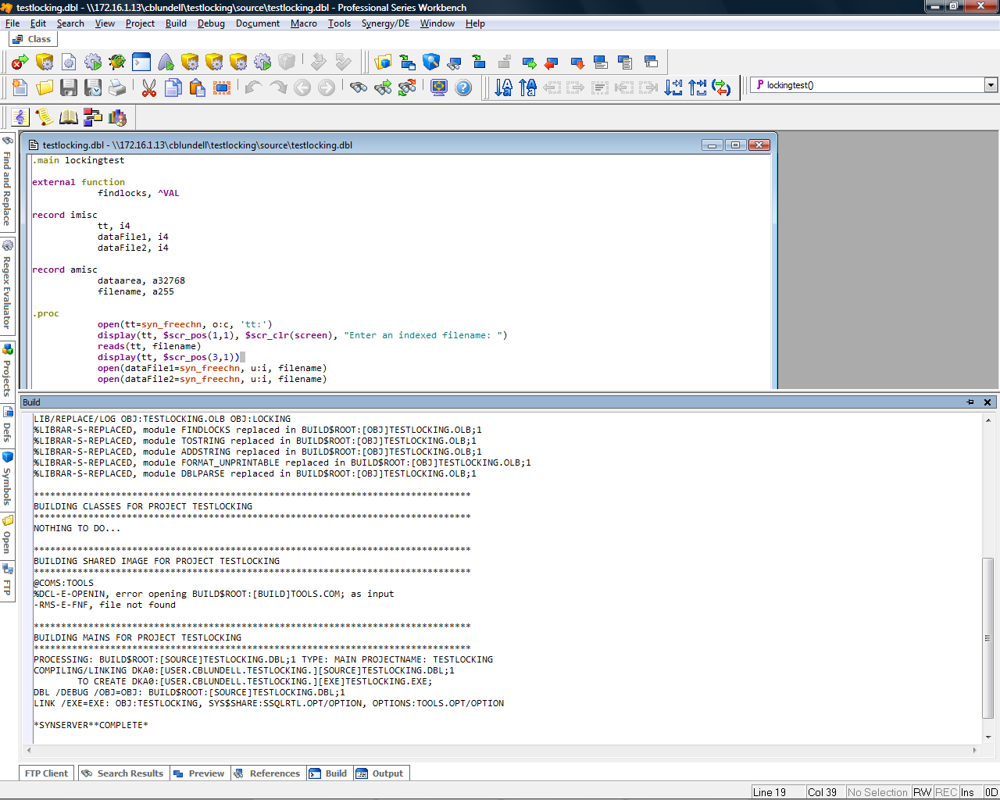 testlocking.dbl - \\172.16.1.13\cblundell\testlocking\source\testlocking.dbl - Professional Series Workbench
File Edit Search View Project Build Debug Document Macro Tools Synergy/DE Window Help
Class
lockingtest()
Find and Replace
Regex Evaluator
Projects
Defs
Symbols
Open
FTP
testlocking.dbl - \\172.16.1.13\cblundell\testlocking\source\testlocking.dbl
.main lockingtest
external function
findlocks, ^VAL
record imisc
tt, i4
dataFile1, i4
dataFile2, i4
record amisc
dataarea, a32768
filename, a255
.proc
open(tt=syn_freechn, o:c, 'tt:')
display(tt, $scr_pos(1,1), $scr_clr(screen), "Enter an indexed filename: ")
reads(tt, filename)
display(tt, $scr_pos(3,1))
open(dataFile1=syn_freechn, u:i, filename)
open(dataFile2=syn_freechn, u:i, filename)
Build
LIB/REPLACE/LOG OBJ:TESTLOCKING.OLB OBJ:LOCKING
%LIBRAR-S-REPLACED, module FINDLOCKS replaced in BUILD$ROOT:[OBJ]TESTLOCKING.OLB;1
%LIBRAR-S-REPLACED, module TOSTRING replaced in BUILD$ROOT:[OBJ]TESTLOCKING.OLB;1
%LIBRAR-S-REPLACED, module ADDSTRING replaced in BUILD$ROOT:[OBJ]TESTLOCKING.OLB;1
%LIBRAR-S-REPLACED, module FORMAT_UNPRINTABLE replaced in BUILD$ROOT:[OBJ]TESTLOCKING.OLB;1
%LIBRAR-S-REPLACED, module DBLPARSE replaced in BUILD$ROOT:[OBJ]TESTLOCKING.OLB;1
********************************************************************************
BUILDING CLASSES FOR PROJECT TESTLOCKING
********************************************************************************
NOTHING TO DO...
********************************************************************************
BUILDING SHARED IMAGE FOR PROJECT TESTLOCKING
********************************************************************************
@COMS:TOOLS
%DCL-E-OPENIN, error opening BUILD$ROOT:[BUILD]TOOLS.COM; as input
-RMS-E-FNF, file not found
********************************************************************************
BUILDING MAINS FOR PROJECT TESTLOCKING
********************************************************************************
PROCESSING: BUILD$ROOT:[SOURCE]TESTLOCKING.DBL;1 TYPE: MAIN PROJECTNAME: TESTLOCKING
COMPILING/LINKING DKA0:[USER.CBLUNDELL.TESTLOCKING.][SOURCE]TESTLOCKING.DBL;1
TO CREATE DKA0:[USER.CBLUNDELL.TESTLOCKING.][EXE]TESTLOCKING.EXE;
DBL /DEBUG /OBJ=OBJ: BUILD$ROOT:[SOURCE]TESTLOCKING.DBL;1
LINK /EXE=EXE: OBJ:TESTLOCKING, SYS$SHARE:SSQLRTL.OPT/OPTION, OPTIONS:TOOLS.OPT/OPTION
*SYNSERVER**COMPLETE*
FTP Client Search Results Preview References Build Output
Line 19 Col 39 No Selection RW REC Ins 0D